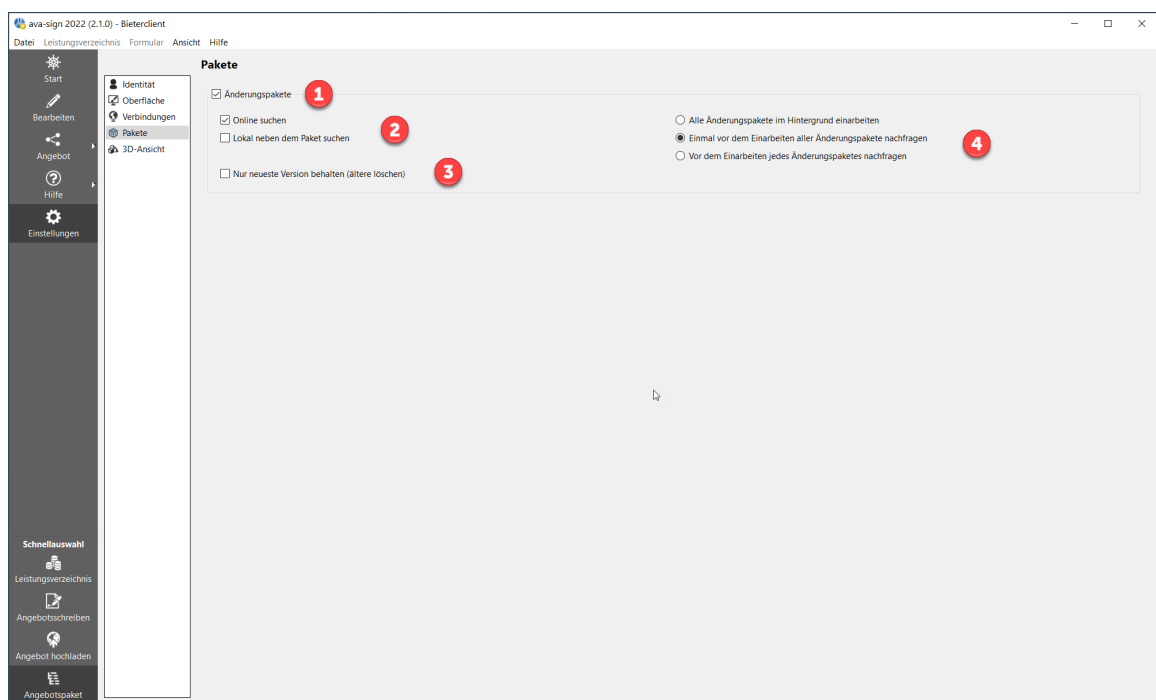 ava-sign 2022 (2.1.0) - Bieterclient
Datei Leistungsverzeichnis Formular Ansicht Hilfe
Start
Bearbeiten
Angebot
Hilfe
Einstellungen
Schnellauswahl
Leistungsverzeichnis
Angebotsschreiben
Angebot hochladen
Angebotspaket
Identität
Oberfläche
Verbindungen
Pakete
3D-Ansicht
Pakete
Änderungspakete 1
Online suchen
Lokal neben dem Paket suchen
2
Nur neueste Version behalten (ältere löschen) 3
Alle Änderungspakete im Hintergrund einarbeiten
Einmal vor dem Einarbeiten aller Änderungspakete nachfragen
Vor dem Einarbeiten jedes Änderungspaketes nachfragen
4